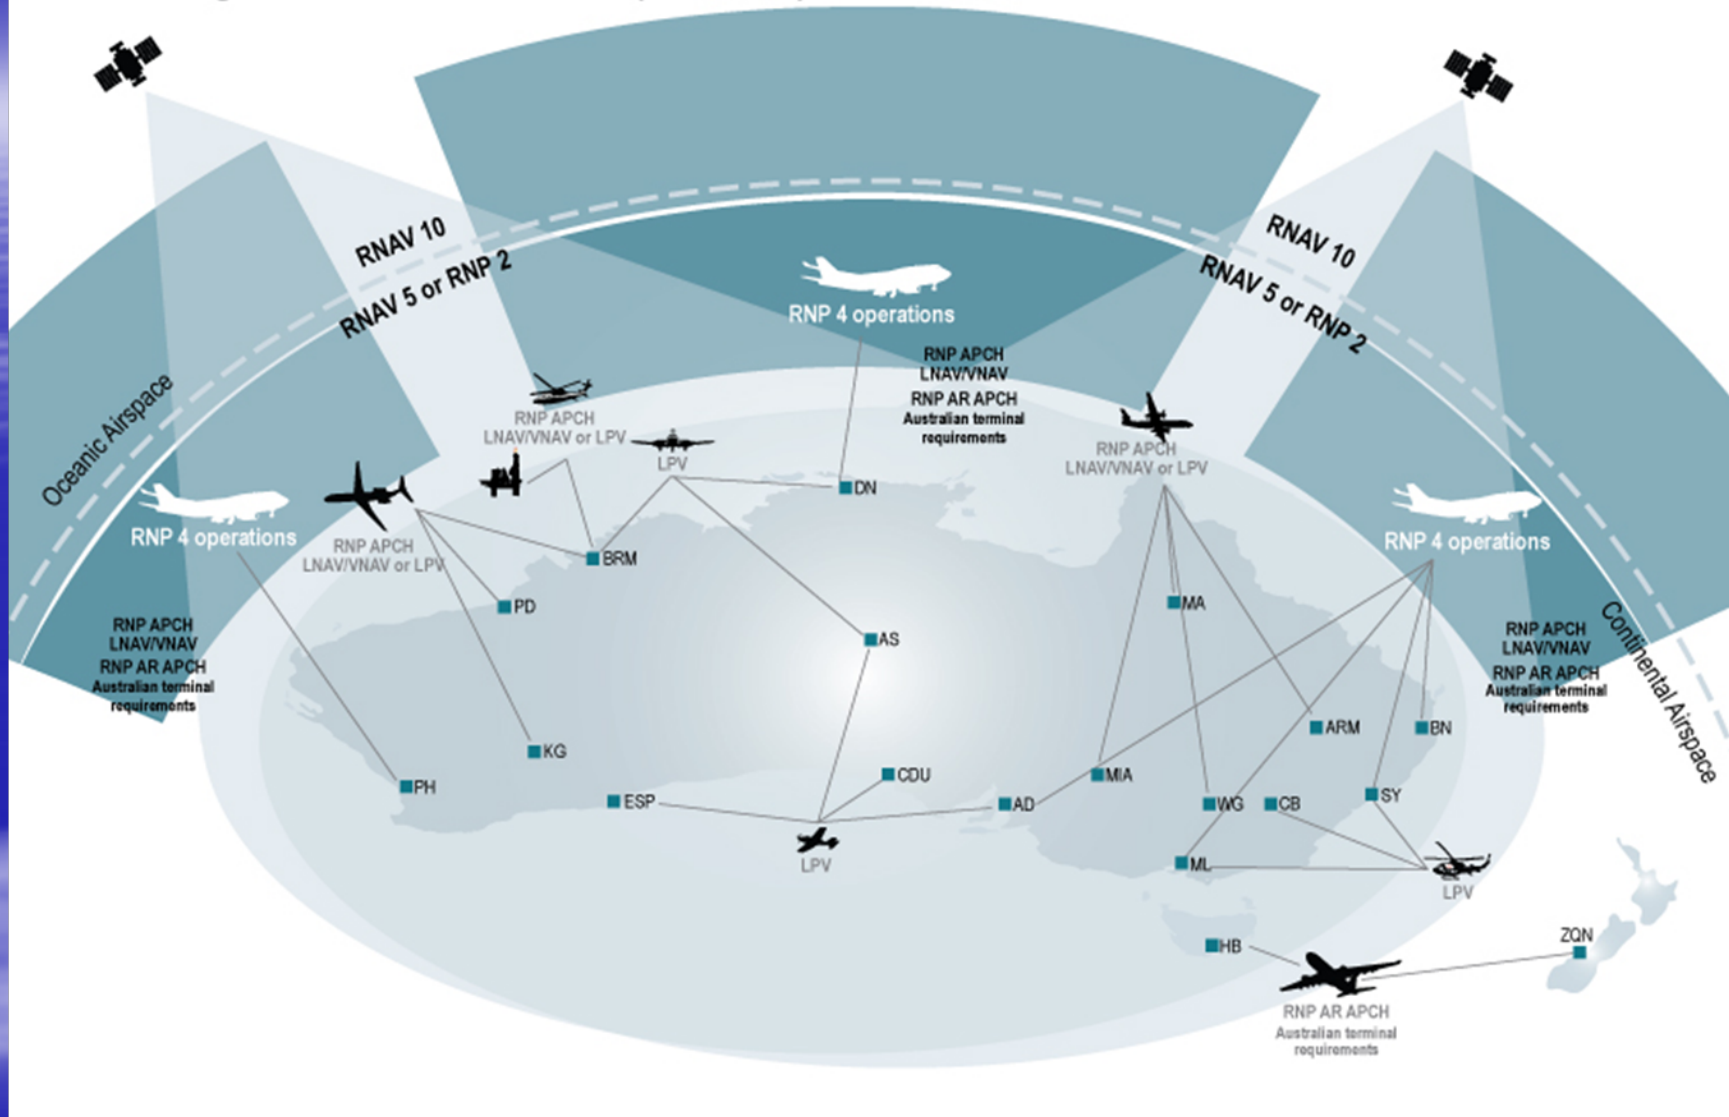 RNAV 10
RNAV 5 or RNP 2
RNAV 10
RNAV 5 or RNP 2
Oceanic Airspace
Continental Airspace
RNP 4 operations
RNP APCH
LNAV/VNAV
RNP AR APCH
Australian terminal
requirements
RNP APCH
LNAV/VNAV or LPV
LPV
RNP APCH
LNAV/VNAV or LPV
RNP 4 operations
RNP APCH
LNAV/VNAV
RNP AR APCH
Australian terminal
requirements
RNP APCH
LNAV/VNAV or LPV
RNP 4 operations
RNP APCH
LNAV/VNAV
RNP AR APCH
Australian terminal
requirements
DN
BRM
PD
MA
AS
ARM
BN
KG
PH
ESP
CDU
AD
MIA
WG
CB
SY
LPV
ML
LPV
HB
ZQN
RNP AR APCH
Australian terminal
requirements